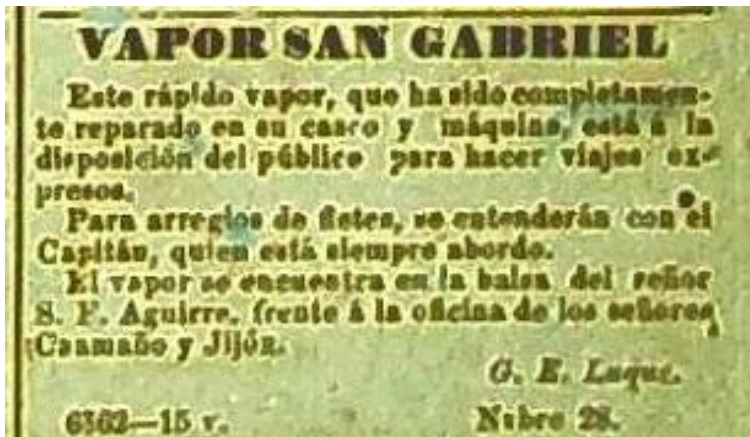 VAPOR SAN GABRIEL
Este rápido vapor, que ha sido completamen-
te reparado en su casco y máquina, está á la
disposición del público para hacer viajes ex-
presos.
Para arreglos de fletes, se entenderán con el
Capitán, quien está siempre abordo.
El vapor se encuentra en la balsa del señor
S. F. Aguirre, frente á la oficina de los señores
Caamaño y Jijón.
G. E. Luque.
6362—15 v. Nbre 28.